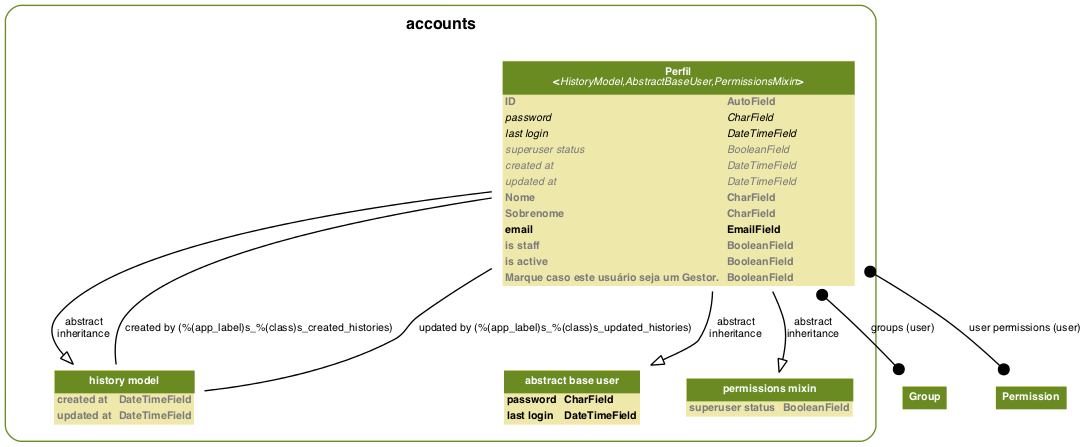 accounts
Perfil
<HistoryModel,AbstractBaseUser,PermissionsMixin>
ID AutoField
password CharField
last login DateTimeField
superuser status BooleanField
created at DateTimeField
updated at DateTimeField
Nome CharField
Sobrenome CharField
email EmailField
is staff BooleanField
is active BooleanField
Marque caso este usuário seja um Gestor. BooleanField
abstract
inheritance
created by (%(app_label)s_%(class)s_created_histories)
updated by (%(app_label)s_%(class)s_updated_histories)
abstract
inheritance
abstract
inheritance
groups (user)
user permissions (user)
history model
created at DateTimeField
updated at DateTimeField
abstract base user
password CharField
last login DateTimeField
permissions mixin
superuser status BooleanField
Group
Permission